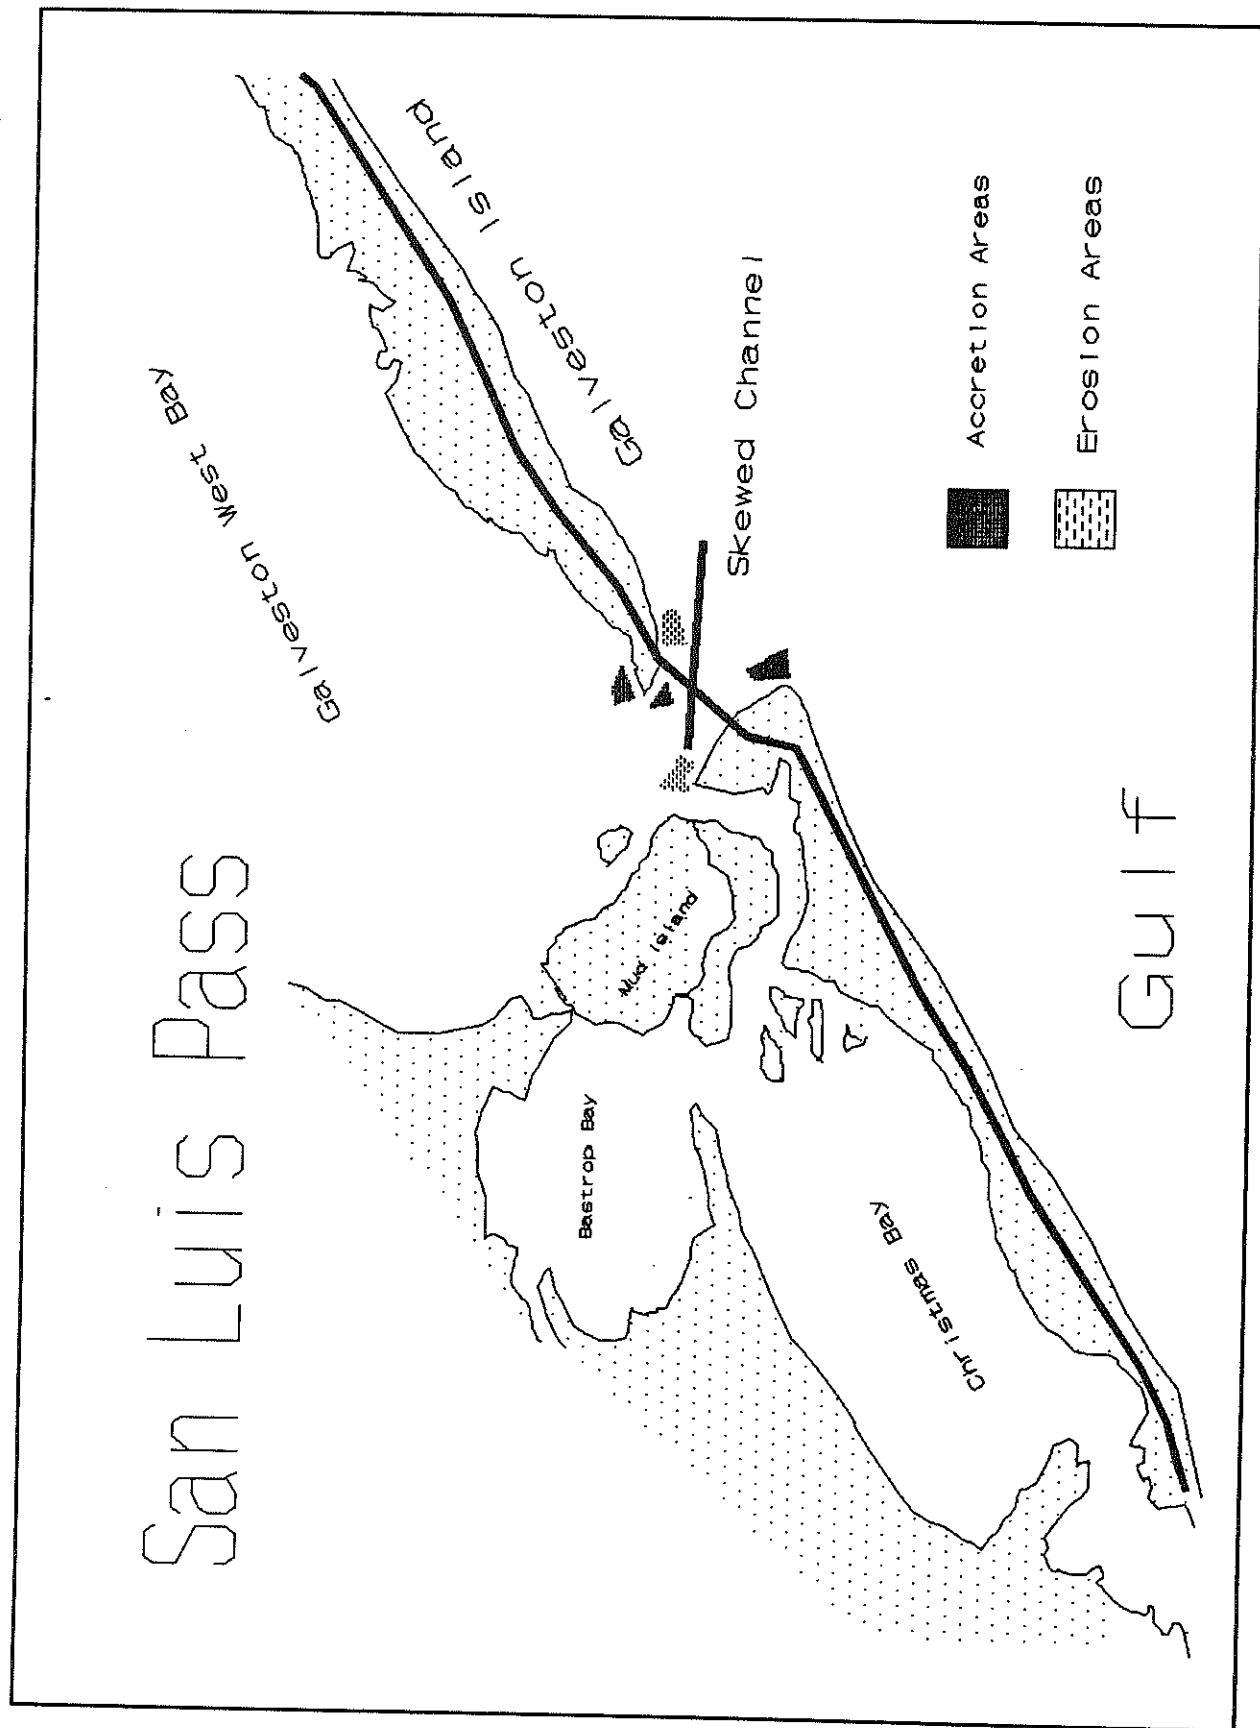 San Luis Pass
Galveston West Bay
Galveston Island
Skewed Channel
Mud Island
Bastrop Bay
Christmas Bay
Gulf
Accretion Areas
Erosion Areas